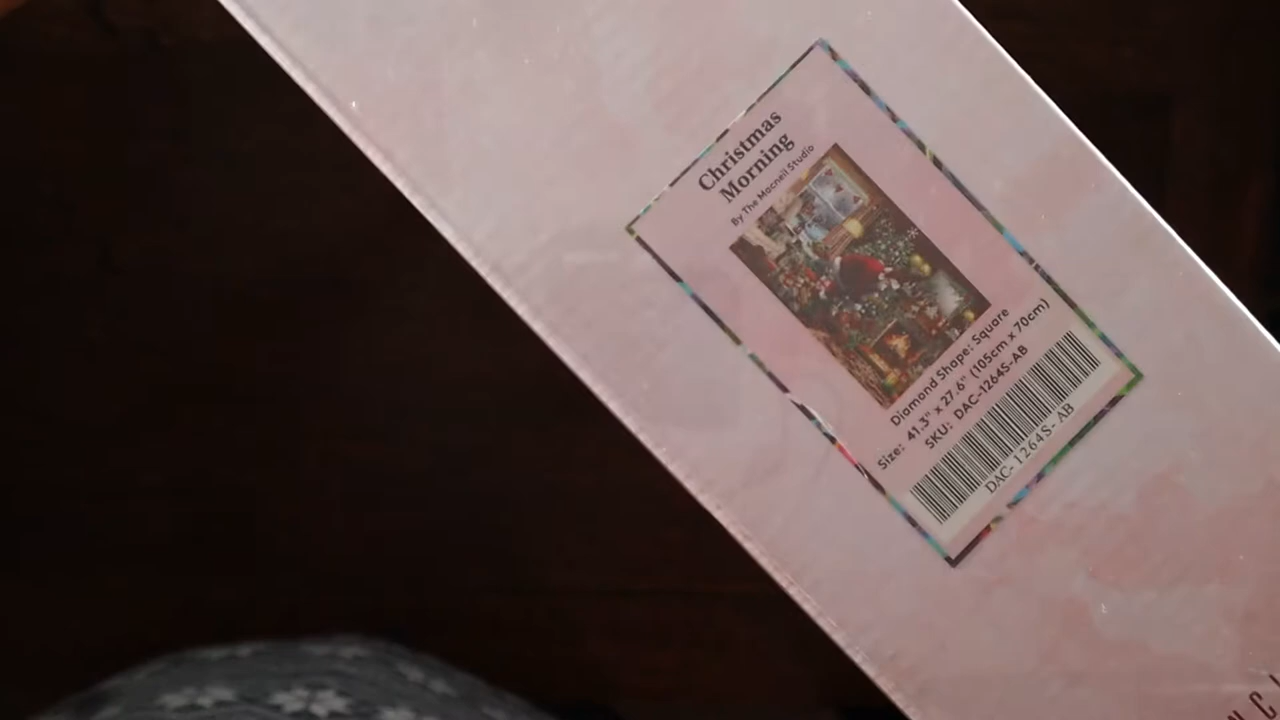 Christmas
Morning
By The Macneil Studio
Diamond Shape: Square
Size: 41.3" x 27.6" (105cm x 70cm)
SKU: DAC-1264S-AB
DAC-1264S-AB